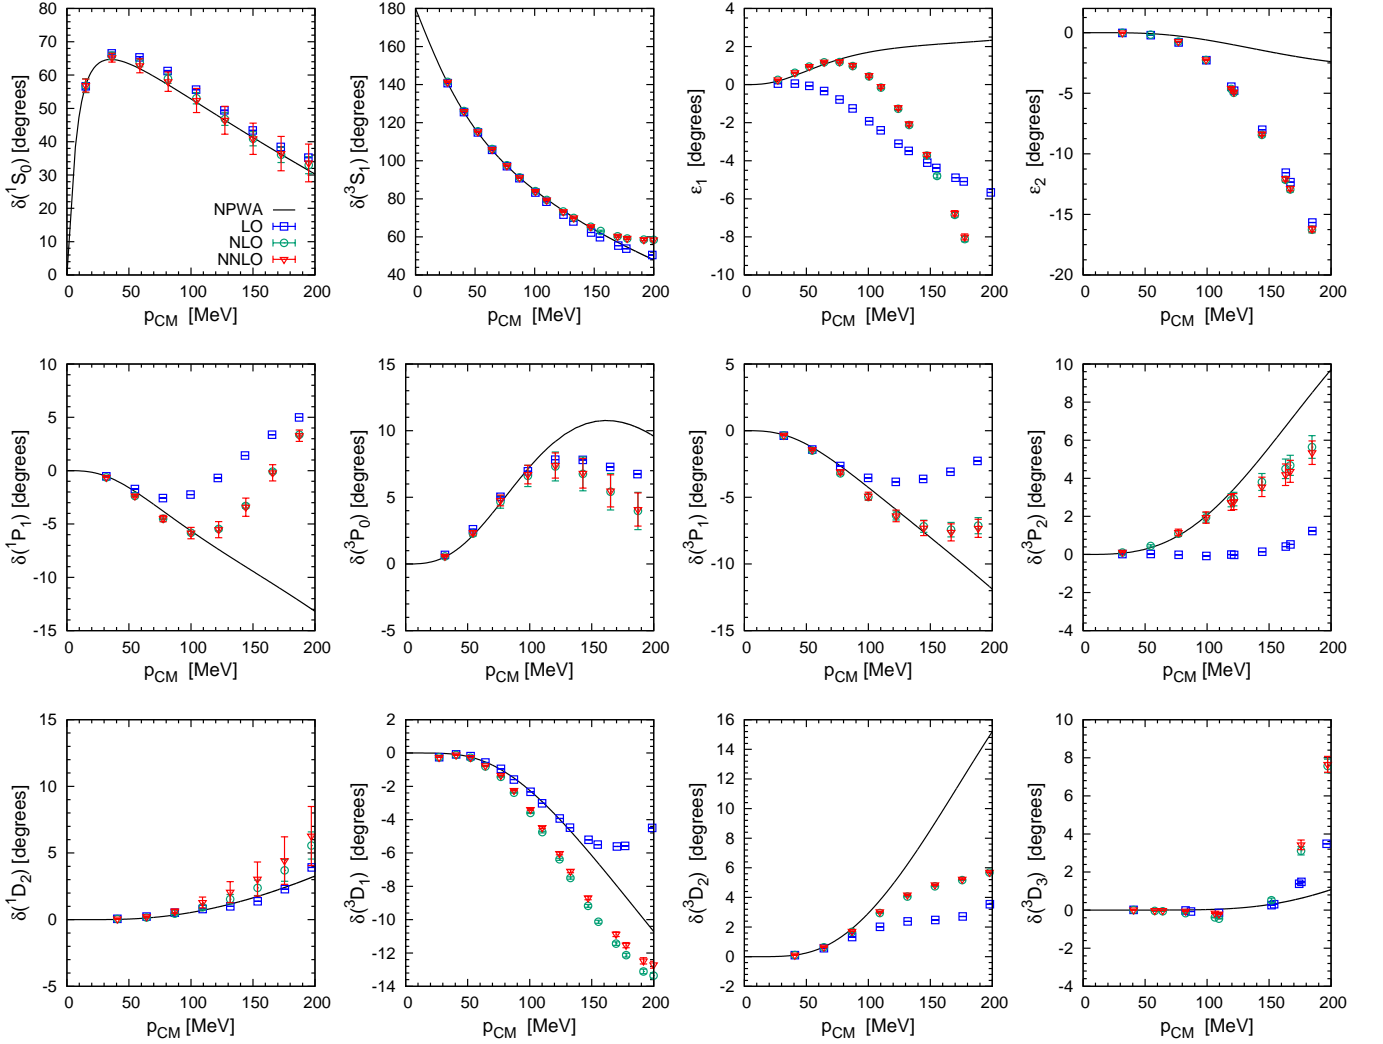 δ(¹S₀) [degrees]
80
70
60
50
40
30
20
10
0
NPWA
LO
NLO
NNLO
0 50 100 150 200
p_CM [MeV]
δ(³S₁) [degrees]
180
160
140
120
100
80
60
40
0 50 100 150 200
p_CM [MeV]
ε₁ [degrees]
4
2
0
-2
-4
-6
-8
-10
0 50 100 150 200
p_CM [MeV]
ε₂ [degrees]
2
0
-5
-10
-15
-20
0 50 100 150 200
p_CM [MeV]
δ(¹P₁) [degrees]
10
5
0
-5
-10
-15
0 50 100 150 200
p_CM [MeV]
δ(³P₀) [degrees]
15
10
5
0
-5
0 50 100 150 200
p_CM [MeV]
δ(³P₁) [degrees]
5
0
-5
-10
-15
0 50 100 150 200
p_CM [MeV]
δ(³P₂) [degrees]
10
8
6
4
2
0
-2
-4
0 50 100 150 200
p_CM [MeV]
δ(¹D₂) [degrees]
15
10
5
0
-5
0 50 100 150 200
p_CM [MeV]
δ(³D₁) [degrees]
2
0
-2
-4
-6
-8
-10
-12
-14
0 50 100 150 200
p_CM [MeV]
δ(³D₂) [degrees]
16
14
12
10
8
6
4
2
0
-2
0 50 100 150 200
p_CM [MeV]
δ(³D₃) [degrees]
10
8
6
4
2
0
-2
-4
0 50 100 150 200
p_CM [MeV]